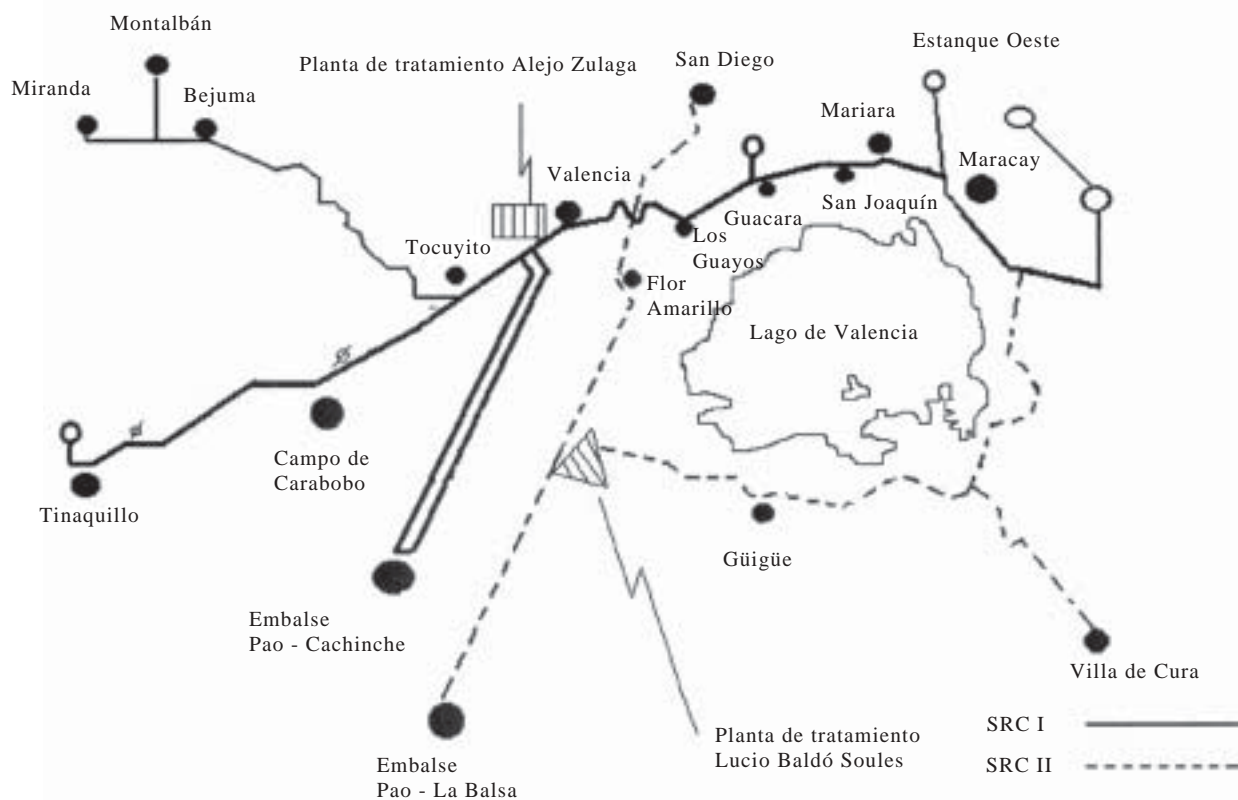 Montalbán
Estanque Oeste
Planta de tratamiento Alejo Zulaga
San Diego
Miranda
Bejuma
Mariara
Maracay
Valencia
Guacara
San Joaquín
Los
Guayos
Tocuyito
Flor
Amarillo
Lago de Valencia
Campo de
Carabobo
Tinaquillo
Güigüe
Embalse
Pao - Cachinche
Villa de Cura
Planta de tratamiento
Lucio Baldó Soules
SRC I
SRC II
Embalse
Pao - La Balsa